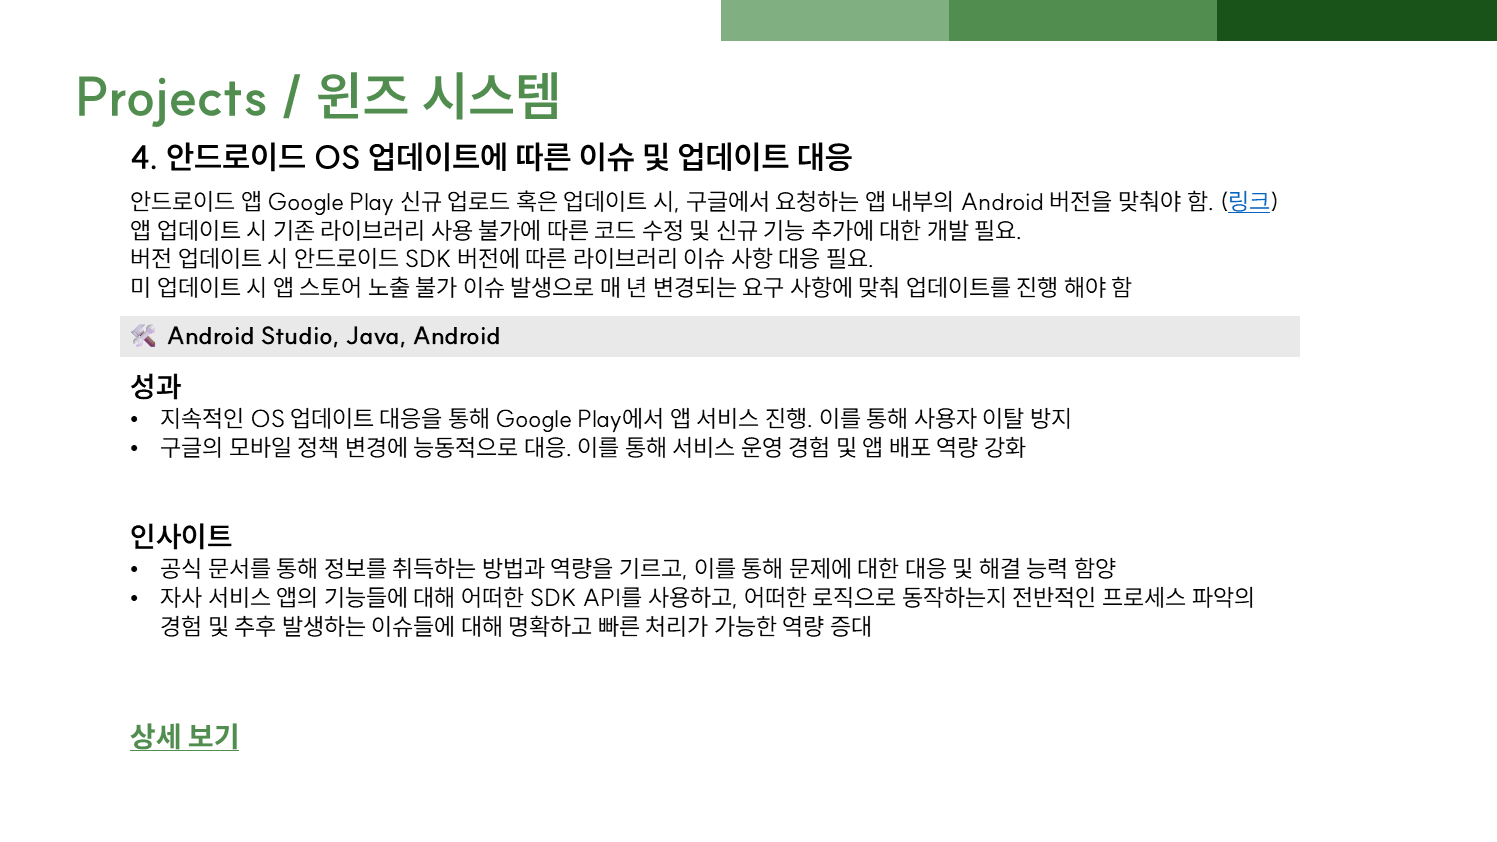 Projects / 윈즈 시스템
4. 안드로이드 OS 업데이트에 따른 이슈 및 업데이트 대응
안드로이드 앱 Google Play 신규 업로드 혹은 업데이트 시, 구글에서 요청하는 앱 내부의 Android 버전을 맞춰야 함. (링크)
앱 업데이트 시 기존 라이브러리 사용 불가에 따른 코드 수정 및 신규 기능 추가에 대한 개발 필요.
버전 업데이트 시 안드로이드 SDK 버전에 따른 라이브러리 이슈 사항 대응 필요.
미 업데이트 시 앱 스토어 노출 불가 이슈 발생으로 매 년 변경되는 요구 사항에 맞춰 업데이트를 진행 해야 함
🛠 Android Studio, Java, Android
성과
• 지속적인 OS 업데이트 대응을 통해 Google Play에서 앱 서비스 진행. 이를 통해 사용자 이탈 방지
• 구글의 모바일 정책 변경에 능동적으로 대응. 이를 통해 서비스 운영 경험 및 앱 배포 역량 강화
인사이트
• 공식 문서를 통해 정보를 취득하는 방법과 역량을 기르고, 이를 통해 문제에 대한 대응 및 해결 능력 함양
• 자사 서비스 앱의 기능들에 대해 어떠한 SDK API를 사용하고, 어떠한 로직으로 동작하는지 전반적인 프로세스 파악의
경험 및 추후 발생하는 이슈들에 대해 명확하고 빠른 처리가 가능한 역량 증대
상세 보기